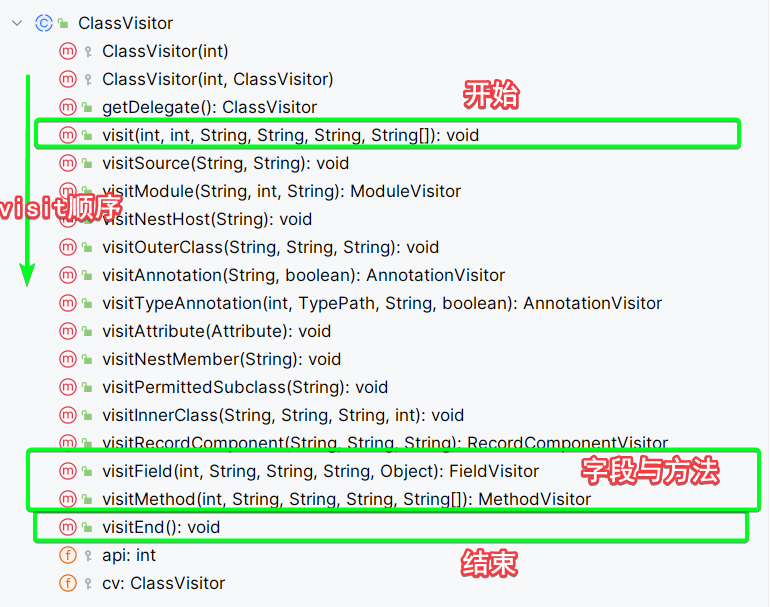 ClassVisitor
ClassVisitor(int)
ClassVisitor(int, ClassVisitor)
getDelegate(): ClassVisitor
开始
visit(int, int, String, String, String, String[]): void
visitSource(String, String): void
visitModule(String, int, String): ModuleVisitor
visit顺序
visitNestHost(String): void
visitOuterClass(String, String, String): void
visitAnnotation(String, boolean): AnnotationVisitor
visitTypeAnnotation(int, TypePath, String, boolean): AnnotationVisitor
visitAttribute(Attribute): void
visitNestMember(String): void
visitPermittedSubclass(String): void
visitInnerClass(String, String, String, int): void
visitRecordComponent(String, String, String): RecordComponentVisitor
visitField(int, String, String, String, Object): FieldVisitor
字段与方法
visitMethod(int, String, String, String, String[]): MethodVisitor
visitEnd(): void
api: int
结束
cv: ClassVisitor